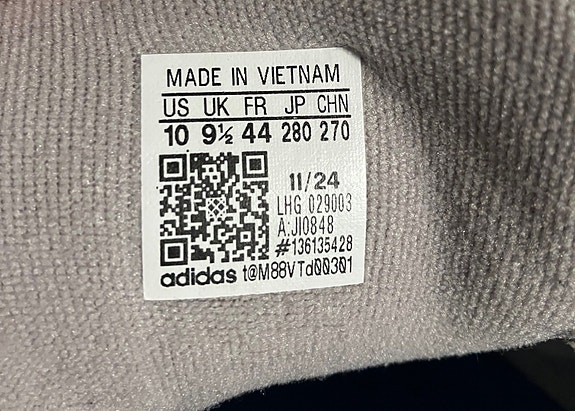 MADE IN VIETNAM
US UK FR JP CHN
10 9½ 44 280 270
11/24
LHG 029003
A:JI0848
#136135428
adidas t@M88VTd00301